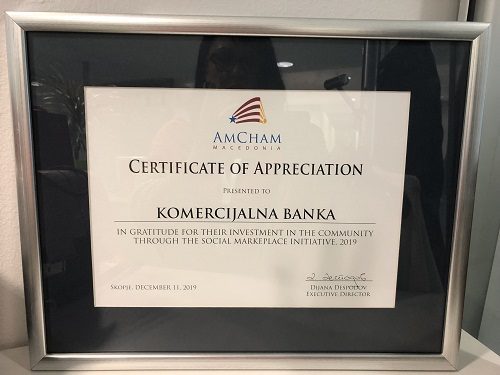 AMCHAM
MACEDONIA
CERTIFICATE OF APPRECIATION
PRESENTED TO
KOMERCIJALNA BANKA
IN GRATITUDE FOR THEIR INVESTMENT IN THE COMMUNITY
THROUGH THE SOCIAL MARKEPLACE INITIATIVE, 2019
SKOPJE, DECEMBER 11, 2019
DIJANA DESPODOV
EXECUTIVE DIRECTOR